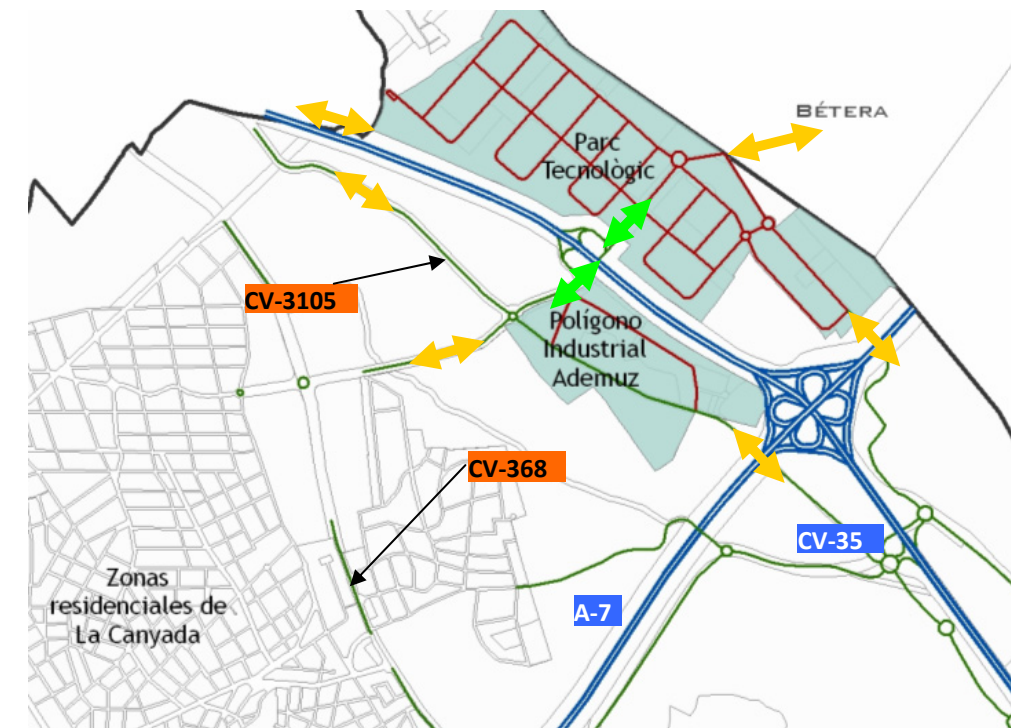 BÉTERA
Parc
Tecnològic
CV-3105
Polígono
Industrial
Ademuz
CV-368
CV-35
Zonas
residenciales de
La Canyada
A-7